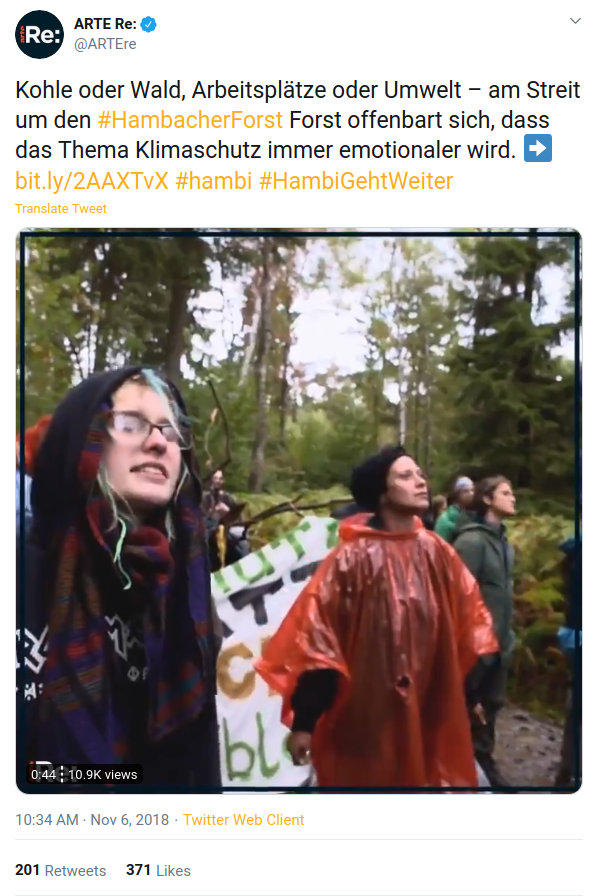 arte Re:
ARTE Re:
@ARTEre
Kohle oder Wald, Arbeitsplätze oder Umwelt – am Streit
um den #HambacherForst Forst offenbart sich, dass
das Thema Klimaschutz immer emotionaler wird. ➡
bit.ly/2AAXTvX #hambi #HambiGehtWeiter
Translate Tweet
0:44 10.9K views
10:34 AM · Nov 6, 2018 · Twitter Web Client
201 Retweets 371 Likes